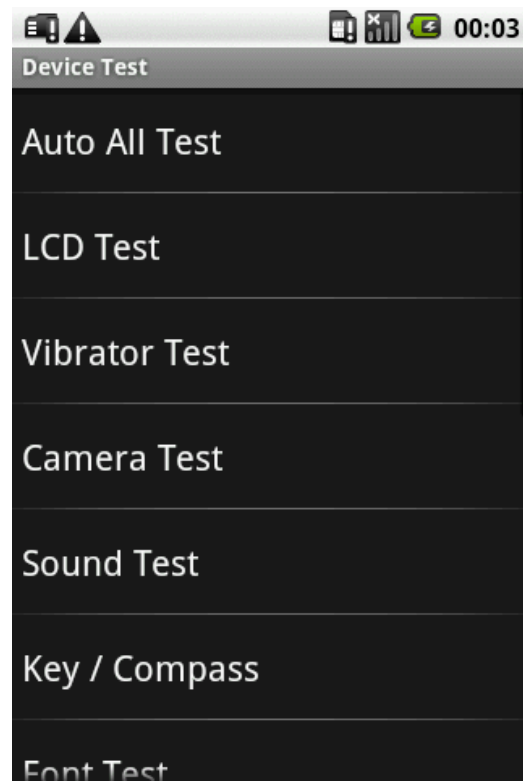 00:03
Device Test
Auto All Test
LCD Test
Vibrator Test
Camera Test
Sound Test
Key / Compass
Font Test